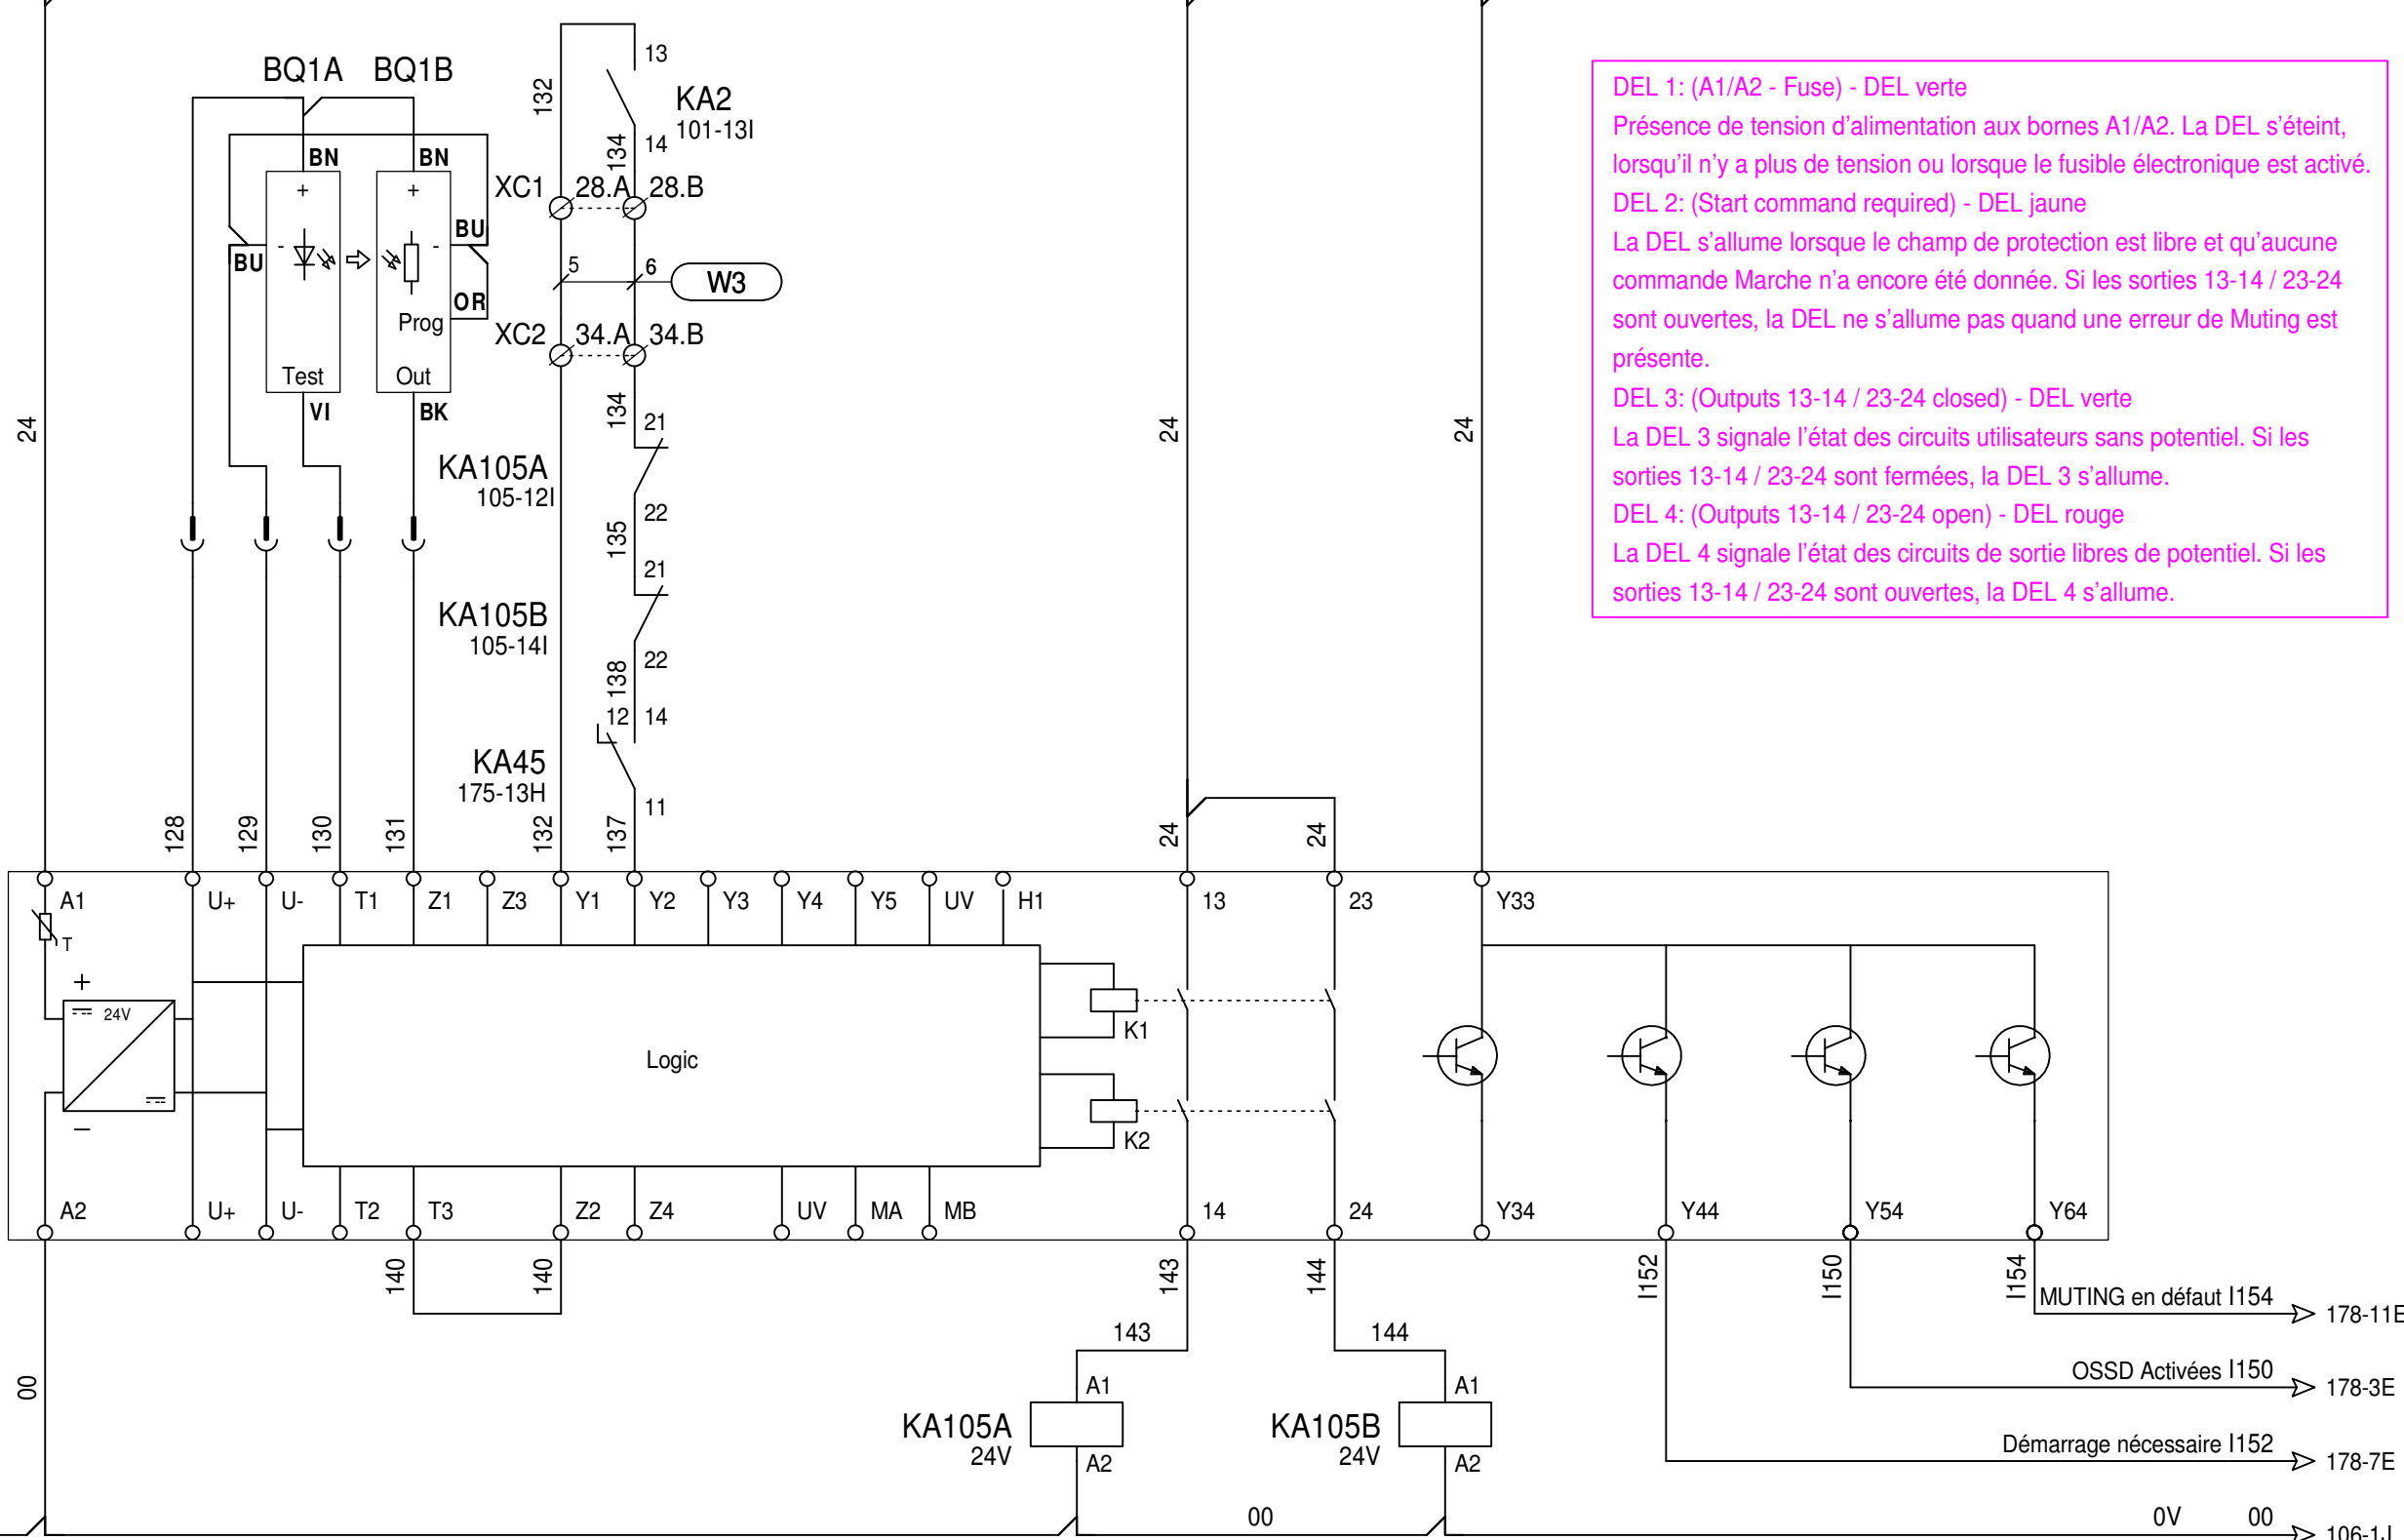 BQ1A BQ1B
BN BN
+ +
- -
BU BU
OR
Prog
Test Out
VI BK
24
128
129
130
131
132
13
KA2
101-13I
14
134
XC1 28.A 28.B
5 6
W3
XC2 34.A 34.B
134
21
KA105A
105-12I
22
135
21
KA105B
105-14I
22
138
12 14
KA45
175-13H
11
132
137
24
24
24
24
DEL 1: (A1/A2 - Fuse) - DEL verte
Présence de tension d'alimentation aux bornes A1/A2. La DEL s'éteint,
lorsqu'il n'y a plus de tension ou lorsque le fusible électronique est activé.
DEL 2: (Start command required) - DEL jaune
La DEL s'allume lorsque le champ de protection est libre et qu'aucune
commande Marche n'a encore été donnée. Si les sorties 13-14 / 23-24
sont ouvertes, la DEL ne s'allume pas quand une erreur de Muting est
présente.
DEL 3: (Outputs 13-14 / 23-24 closed) - DEL verte
La DEL 3 signale l'état des circuits utilisateurs sans potentiel. Si les
sorties 13-14 / 23-24 sont fermées, la DEL 3 s'allume.
DEL 4: (Outputs 13-14 / 23-24 open) - DEL rouge
La DEL 4 signale l'état des circuits de sortie libres de potentiel. Si les
sorties 13-14 / 23-24 sont ouvertes, la DEL 4 s'allume.
A1 U+ U- T1 Z1 Z3 Y1 Y2 Y3 Y4 Y5 UV H1 13 23 Y33
T
+
24V
−
Logic
K1
K2
A2 U+ U- T2 T3 Z2 Z4 UV MA MB 14 24 Y34 Y44 Y54 Y64
140
140
143
144
I152
I150
I154
MUTING en défaut I154 178-11E
143 144
OSSD Activées I150 178-3E
00
A1 A1
KA105A KA105B
24V 24V
A2 A2
Démarrage nécessaire I152 178-7E
00 0V 00 106-1J